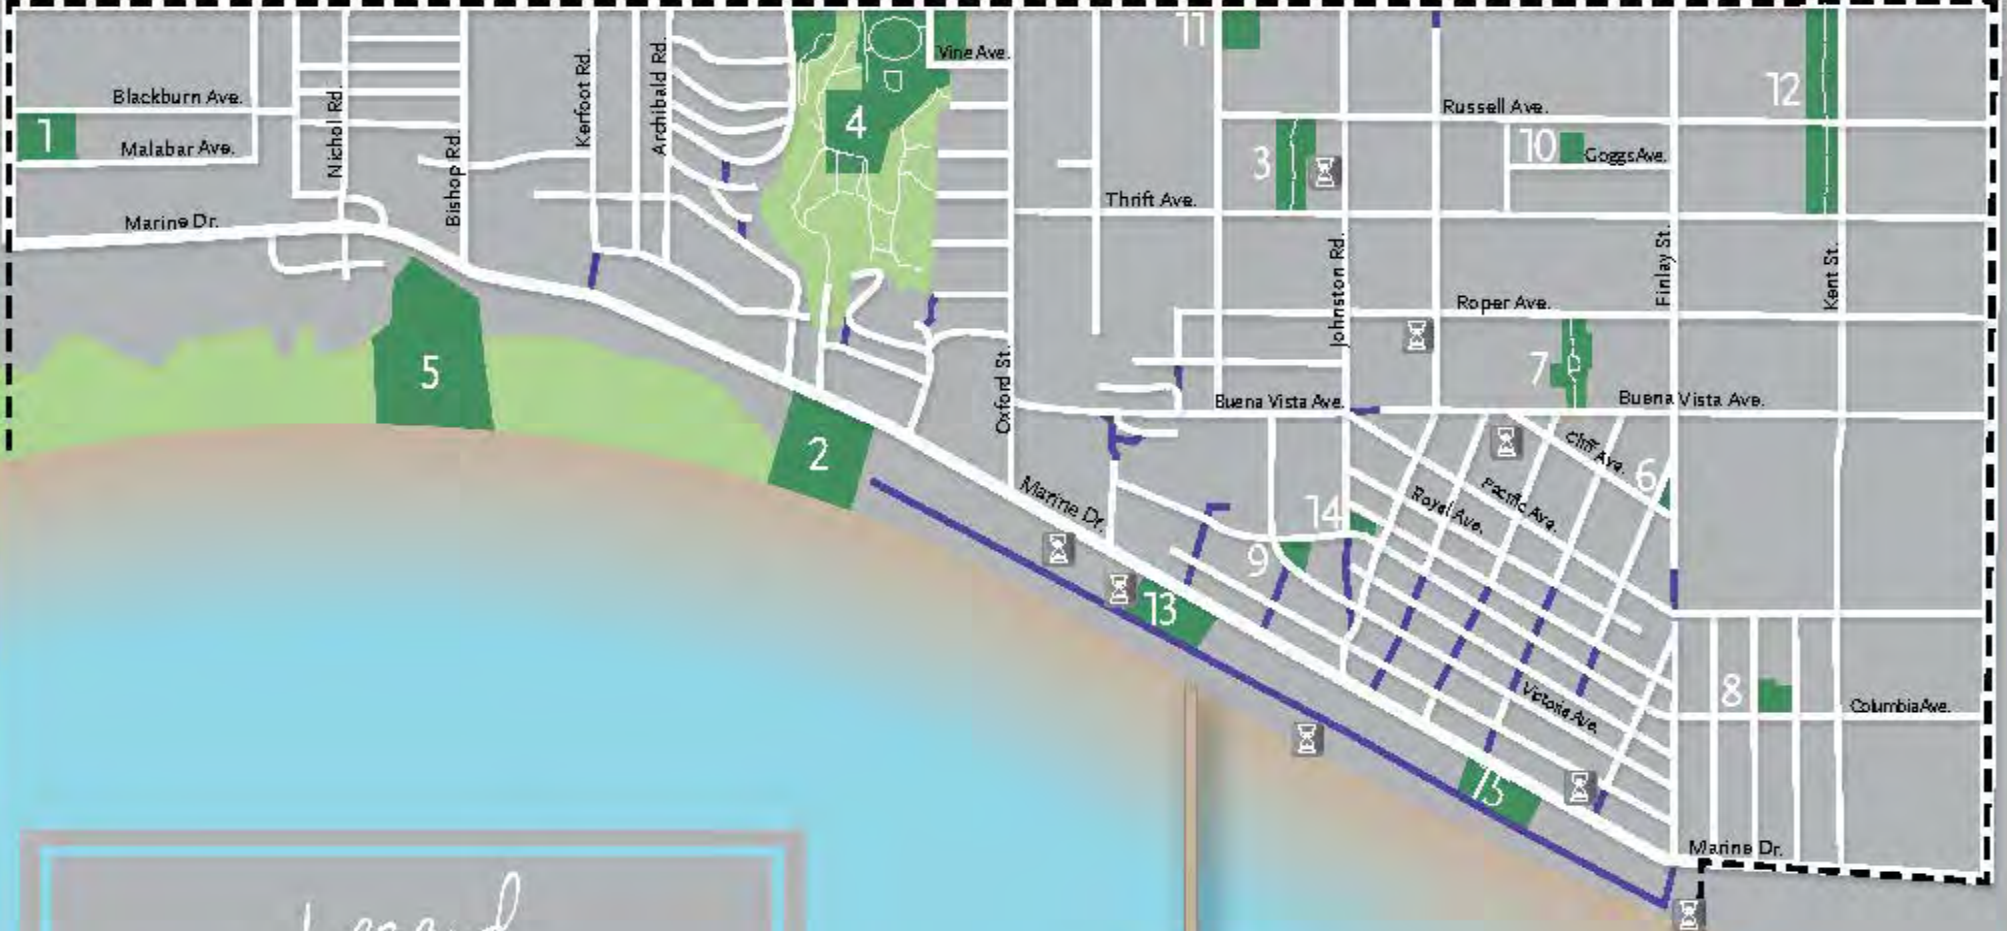 11
Vine Ave.
12
Blackburn Ave.
Nichol Rd.
Kerfoot Rd.
Archibald Rd.
4
Russell Ave.
1
Malabar Ave.
Bishop Rd.
3
10
Goggs Ave.
Thrift Ave.
Marine Dr.
Johnston Rd.
Finlay St.
Kent St.
Roper Ave.
5
7
Oxford St.
Buena Vista Ave.
Buena Vista Ave.
2
Cliff Ave.
6
Marine Dr.
14
Royal Ave.
Pacific Ave.
9
13
8
Victoria Ave.
Columbia Ave.
15
Marine Dr.
Legend